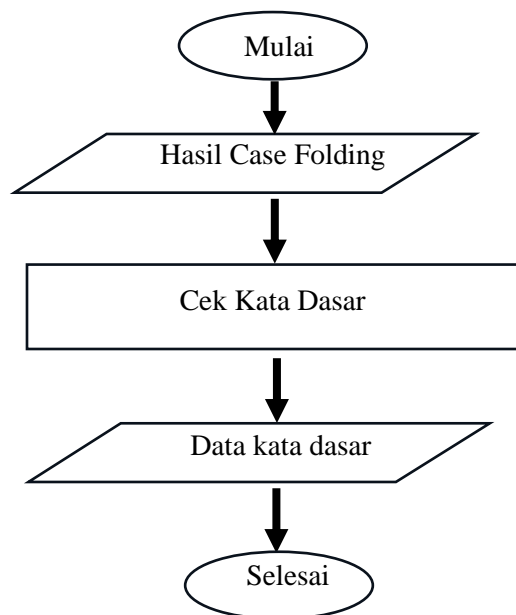 Mulai
Hasil Case Folding
Cek Kata Dasar
Data kata dasar
Selesai